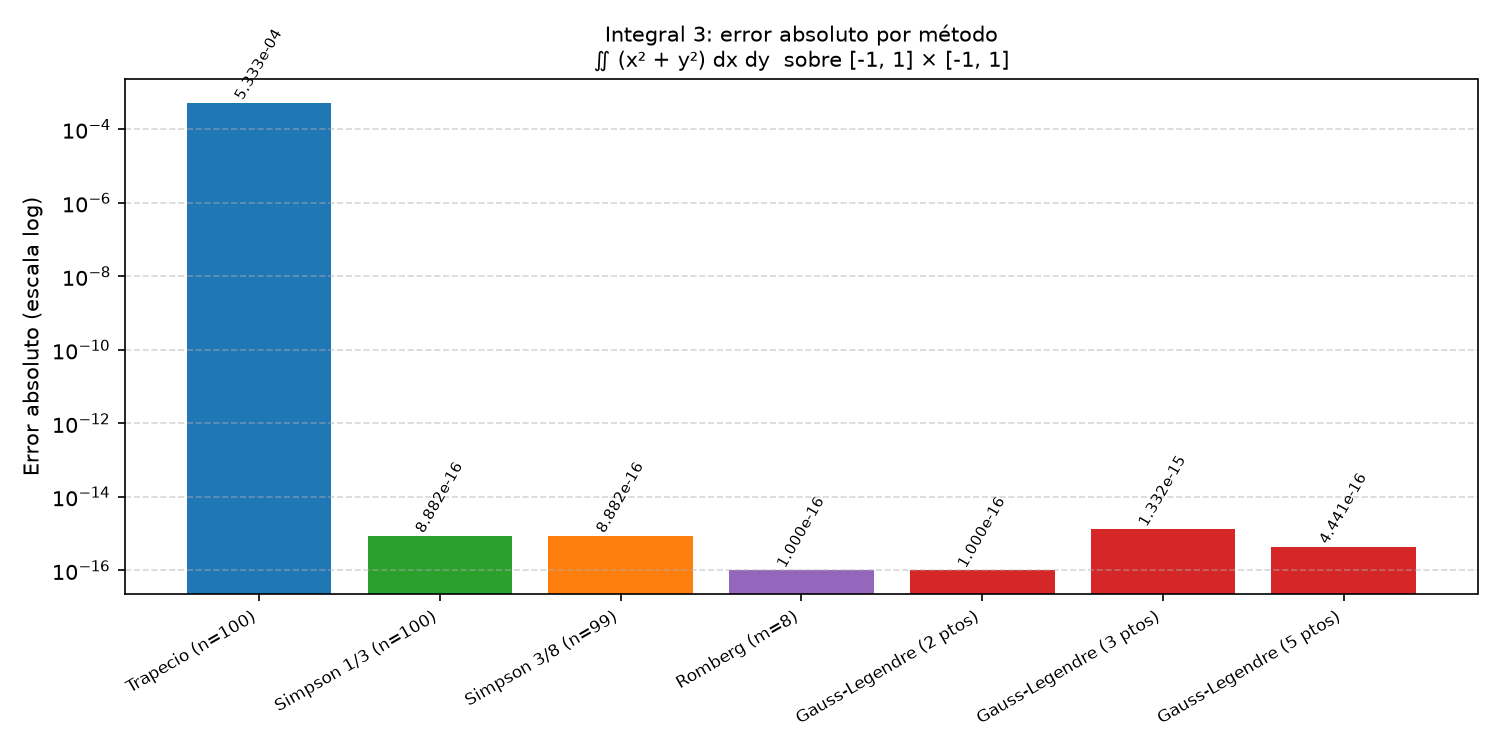 Integral 3: error absoluto por método
∬ (x² + y²) dx dy  sobre [-1, 1] × [-1, 1]
Error absoluto (escala log)
10⁻⁴
10⁻⁶
10⁻⁸
10⁻¹⁰
10⁻¹²
10⁻¹⁴
10⁻¹⁶
5.333e-04
8.882e-16
8.882e-16
1.000e-16
1.000e-16
1.332e-15
4.441e-16
Trapecio (n=100)
Simpson 1/3 (n=100)
Simpson 3/8 (n=99)
Romberg (m=8)
Gauss-Legendre (2 ptos)
Gauss-Legendre (3 ptos)
Gauss-Legendre (5 ptos)